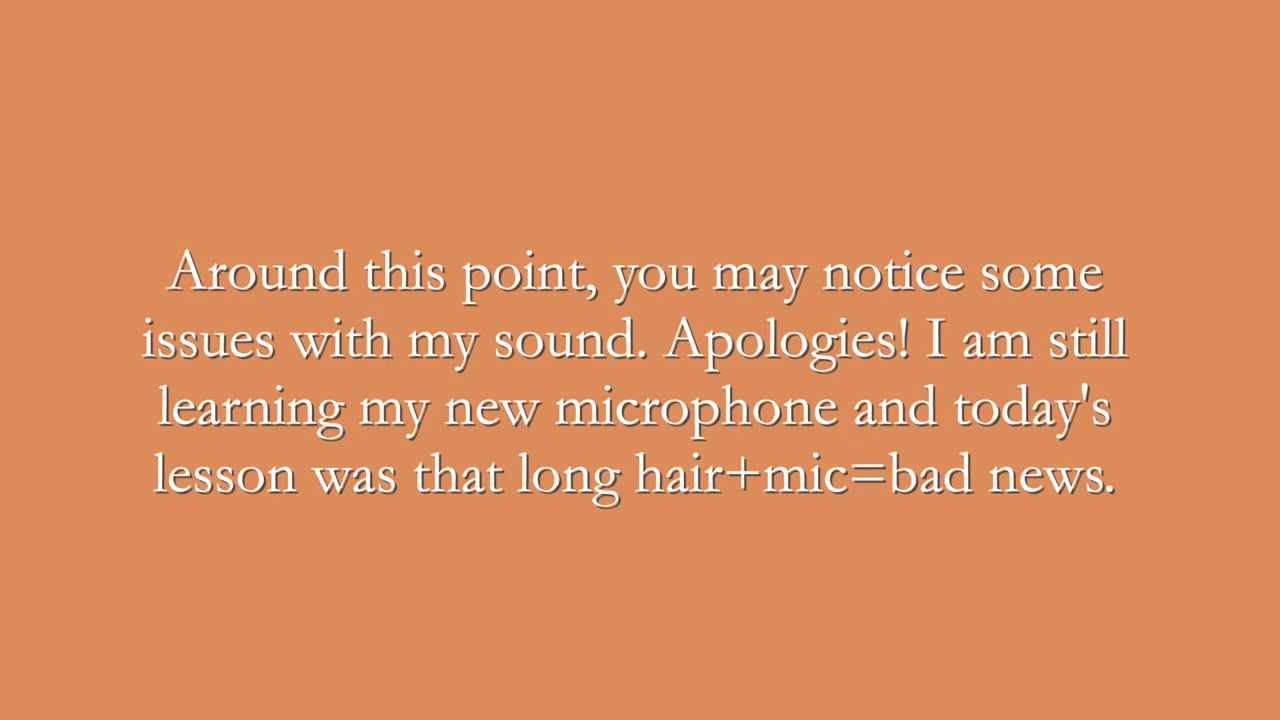 Around this point, you may notice some
issues with my sound. Apologies! I am still
learning my new microphone and today's
lesson was that long hair+mic=bad news.